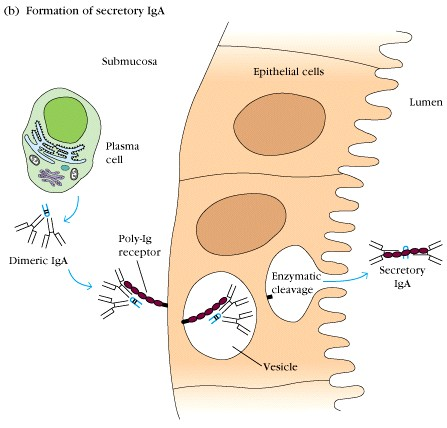 (b) Formation of secretory IgA
Submucosa
Epithelial cells
Lumen
Plasma
cell
Poly-Ig
receptor
Dimeric IgA
Enzymatic
cleavage
Secretory
IgA
Vesicle